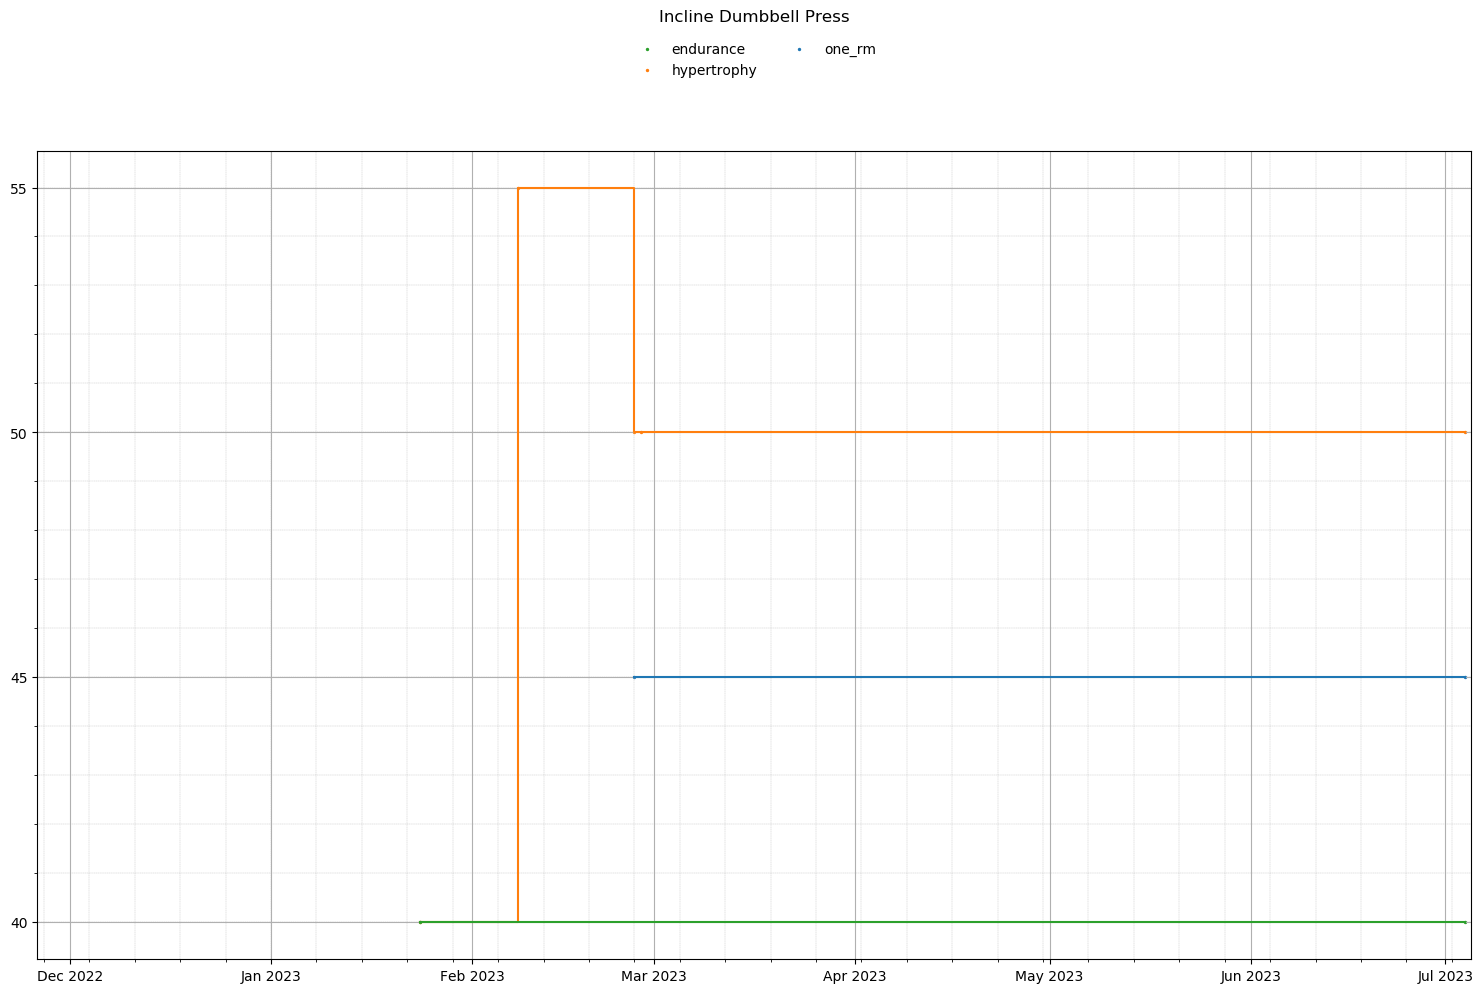 Incline Dumbbell Press
endurance one_rm
hypertrophy
55
50
45
40
Dec 2022 Jan 2023 Feb 2023 Mar 2023 Apr 2023 May 2023 Jun 2023 Jul 2023